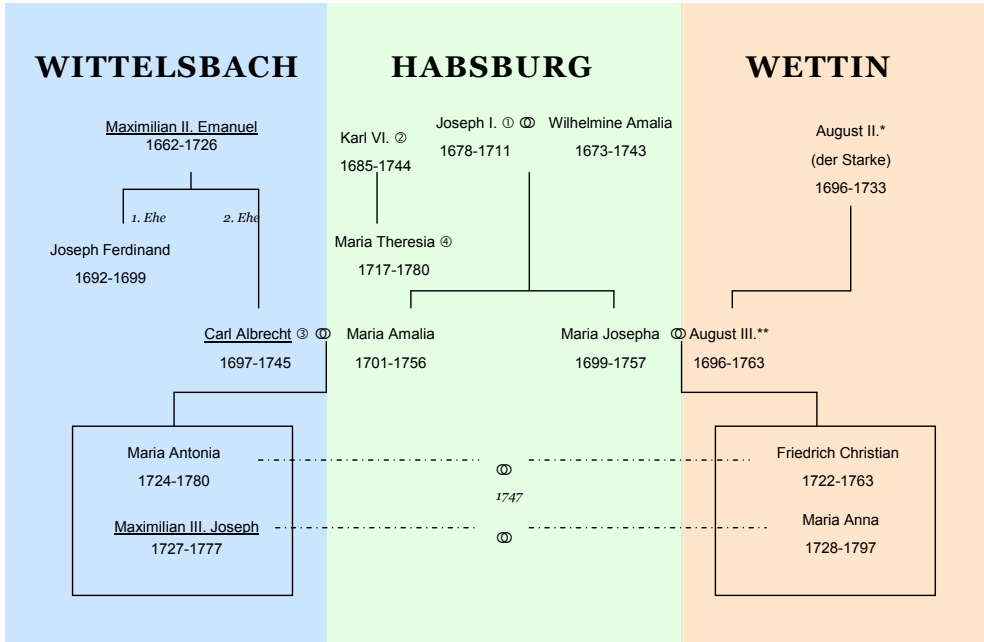 WITTELSBACH
Maximilian II. Emanuel
1662-1726
1. Ehe
2. Ehe
Joseph Ferdinand
1692-1699
Carl Albrecht ③ ⚭
1697-1745
Maria Antonia
1724-1780
Maximilian III. Joseph
1727-1777
HABSBURG
Karl VI. ②
1685-1744
Joseph I. ① ⚭ Wilhelmine Amalia
1678-1711
1673-1743
Maria Theresia ④
1717-1780
Maria Amalia
1701-1756
Maria Josepha ⚭
1699-1757
⚭
1747
⚭
WETTIN
August II.*
(der Starke)
1696-1733
August III.**
1696-1763
Friedrich Christian
1722-1763
Maria Anna
1728-1797